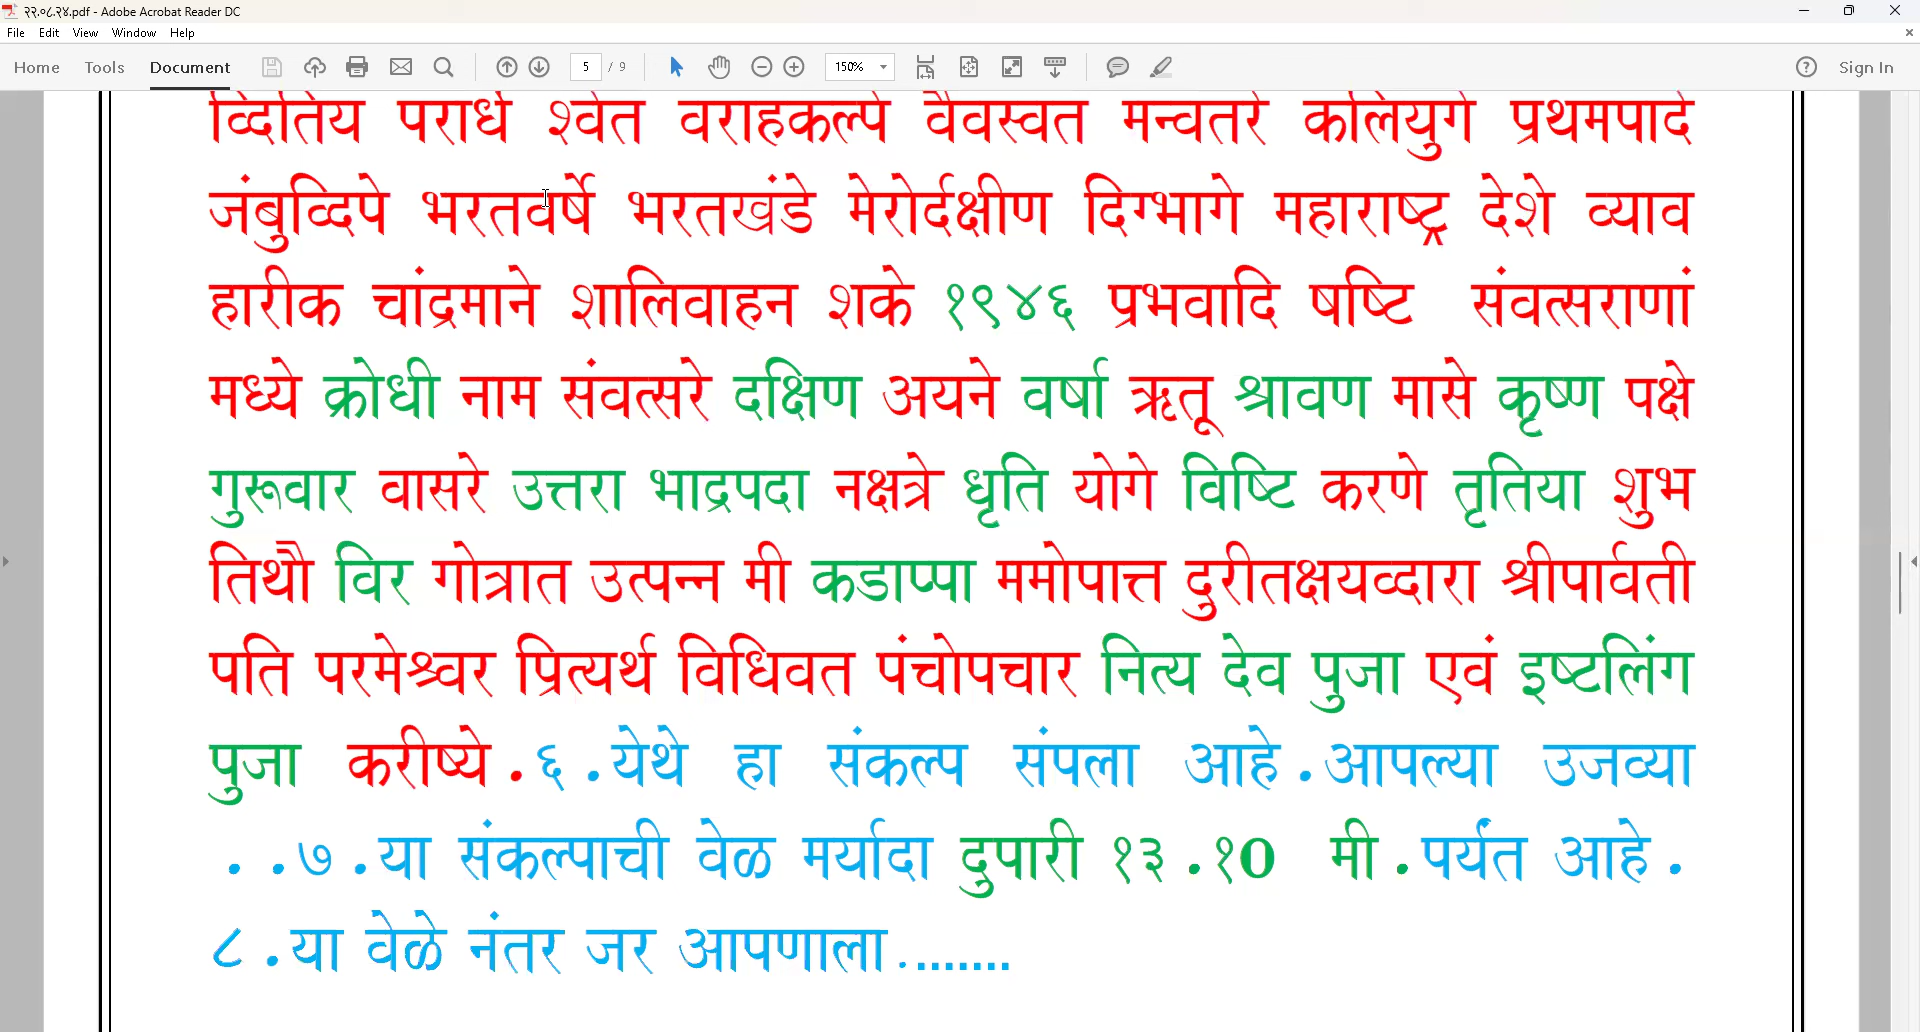 २२.०८.२४.pdf - Adobe Acrobat Reader DC
File Edit View Window Help
Home Tools Document 5 / 9 150% Sign In
व्दितिय परार्धे श्वेत वराहकल्पे वैवस्वत मन्वतरे कलियुगे प्रथमपादे
जंबुव्दिपे भरतवर्षे भरतखंडे मेरोर्दक्षीण दिग्भागे महाराष्ट्र देशे व्याव
हारीक चांद्रमाने शालिवाहन शके १९४६ प्रभवादि षष्टि संवत्सराणां
मध्ये क्रोधी नाम संवत्सरे दक्षिण अयने वर्षा ऋतू श्रावण मासे कृष्ण पक्षे
गुरूवार वासरे उत्तरा भाद्रपदा नक्षत्रे धृति योगे विष्टि करणे तृतिया शुभ
तिथौ विर गोत्रात उत्पन्न मी कडाप्पा ममोपात्त दुरीतक्षयव्दारा श्रीपार्वती
पति परमेश्र्वर प्रित्यर्थ विधिवत पंचोपचार नित्य देव पुजा एवं इष्टलिंग
पुजा करीष्ये.६.येथे हा संकल्प संपला आहे.आपल्या उजव्या
..७.या संकल्पाची वेळ मर्यादा दुपारी १३.१0 मी.पर्यंत आहे.
८.या वेळे नंतर जर आपणाला........